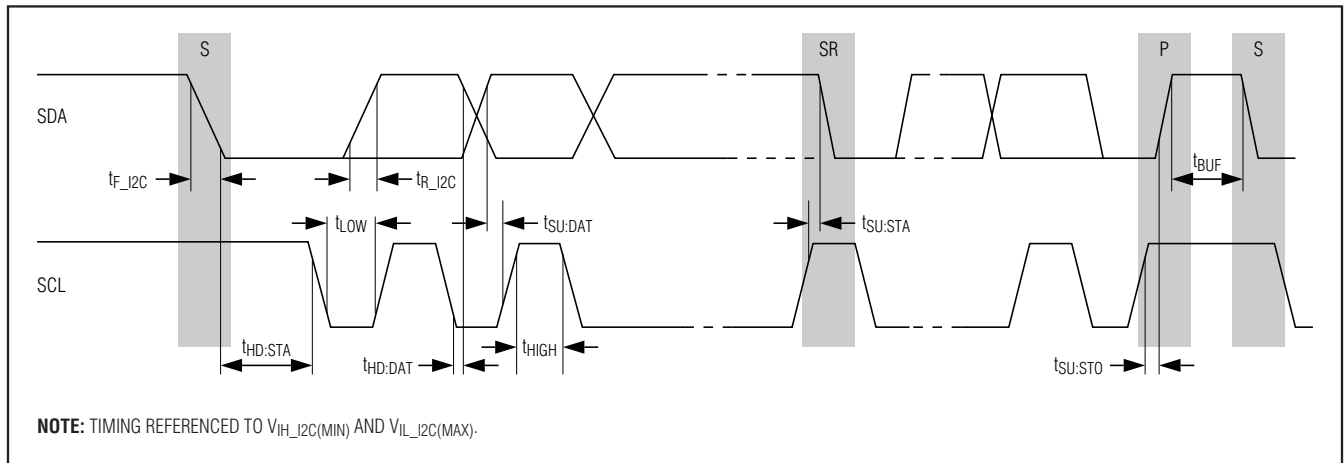 S SR P S
SDA
tBUF
tF_I2C tR_I2C
tLOW tSU:DAT tSU:STA
SCL
tHD:STA tHD:DAT tHIGH tSU:STO
NOTE: TIMING REFERENCED TO VIH_I2C(MIN) AND VIL_I2C(MAX).